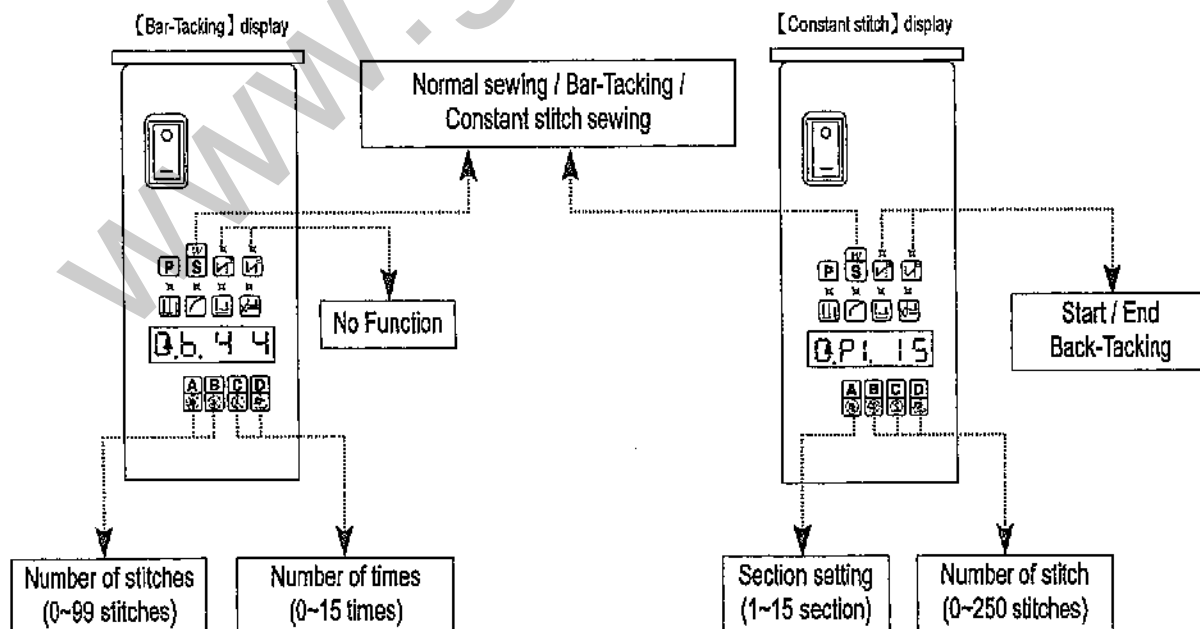 【Bar-Tacking】display
【Constant stitch】display
Normal sewing / Bar-Tacking /
Constant stitch sewing
P
S
No Function
P
S
Start / End
Back-Tacking
A B C D
A B C D
Number of stitches
(0~99 stitches)
Number of times
(0~15 times)
Section setting
(1~15 section)
Number of stitch
(0~250 stitches)